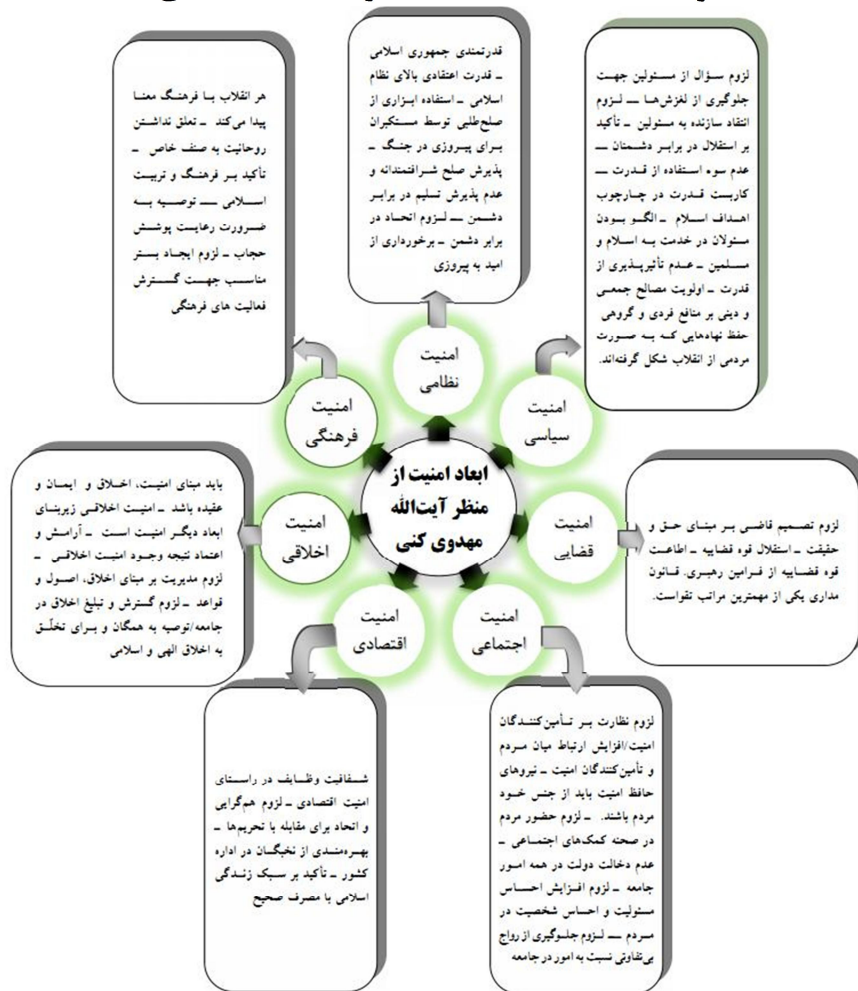 ابعاد امنیت از
منظر آیت‌الله
مهدوی کنی
امنیت
نظامی
قدرتمندی جمهوری اسلامی
ـ قدرت اعتقادی بالای نظام
اسلامی ـ استفاده ابزاری از
صلح‌طلبی توسط مستکبران
برای پیروزی در جنگ ـ
پذیرش صلح شرافتمندانه و
عدم پذیرش تسلیم در برابر
دشمن ـ لزوم اتحاد در
برابر دشمن ـ برخورداری از
امید به پیروزی
امنیت
سیاسی
لزوم سؤال از مسئولین جهت
جلوگیری از لغزش‌ها ـ لزوم
انتقاد سازنده به مسئولین ـ تأکید
بر استقلال در برابر دشمنان ـ
عدم سوء استفاده از قدرت ـ
کاربست قدرت در چارچوب
اهداف اسلام ـ الگو بودن
مسئولان در خدمت به اسلام و
مسلمین ـ عدم تأثیرپذیری از
قدرت ـ اولویت مصالح جمعی
و دینی بر منافع فردی و گروهی
حفظ نهادهایی که به صورت
مردمی از انقلاب شکل گرفته‌اند.
امنیت
قضایی
لزوم تصمیم قاضی بر مبنای حق و
حقیقت ـ استقلال قوه قضاییه ـ اطاعت
قوه قضاییه از فرامین رهبری. قانون
مداری یکی از مهمترین مراتب تقواست.
امنیت
اجتماعی
لزوم نظارت بر تأمین‌کنندگان
امنیت/افزایش ارتباط میان مردم
و تأمین‌کنندگان امنیت ـ نیروهای
حافظ امنیت باید از جنس خود
مردم باشند. ـ لزوم حضور مردم
در صحنه کمک‌های اجتماعی ـ
عدم دخالت دولت در همه امور
جامعه ـ لزوم افزایش احساس
مسئولیت و احساس شخصیت در
مردم ـ لزوم جلوگیری از رواج
بی‌تفاوتی نسبت به امور در جامعه
امنیت
اقتصادی
شفافیت وظایف در راستای
امنیت اقتصادی ـ لزوم هم‌گرایی
و اتحاد برای مقابله با تحریم‌ها ـ
بهره‌مندی از نخبگان در اداره
کشور ـ تأکید بر سبک زندگی
اسلامی با مصرف صحیح
امنیت
اخلاقی
باید مبنای امنیت، اخلاق و ایمان و
عقیده باشد ـ امنیت اخلاقی زیربنای
ابعاد دیگر امنیت است ـ آرامش و
اعتماد نتیجه وجود امنیت اخلاقی ـ
لزوم مدیریت بر مبنای اخلاق، اصول و
قواعد ـ لزوم گسترش و تبلیغ اخلاق در
جامعه/توصیه به همگان و برای تخلّق
به اخلاق الهی و اسلامی
امنیت
فرهنگی
هر انقلاب با فرهنگ معنا
پیدا می‌کند ـ تعلق نداشتن
روحانیت به صنف خاص ـ
تأکید بر فرهنگ و تربیت
اسلامی ـ توصیه به
ضرورت رعایت پوشش
حجاب ـ لزوم ایجاد بستر
مناسب جهت گسترش
فعالیت های فرهنگی